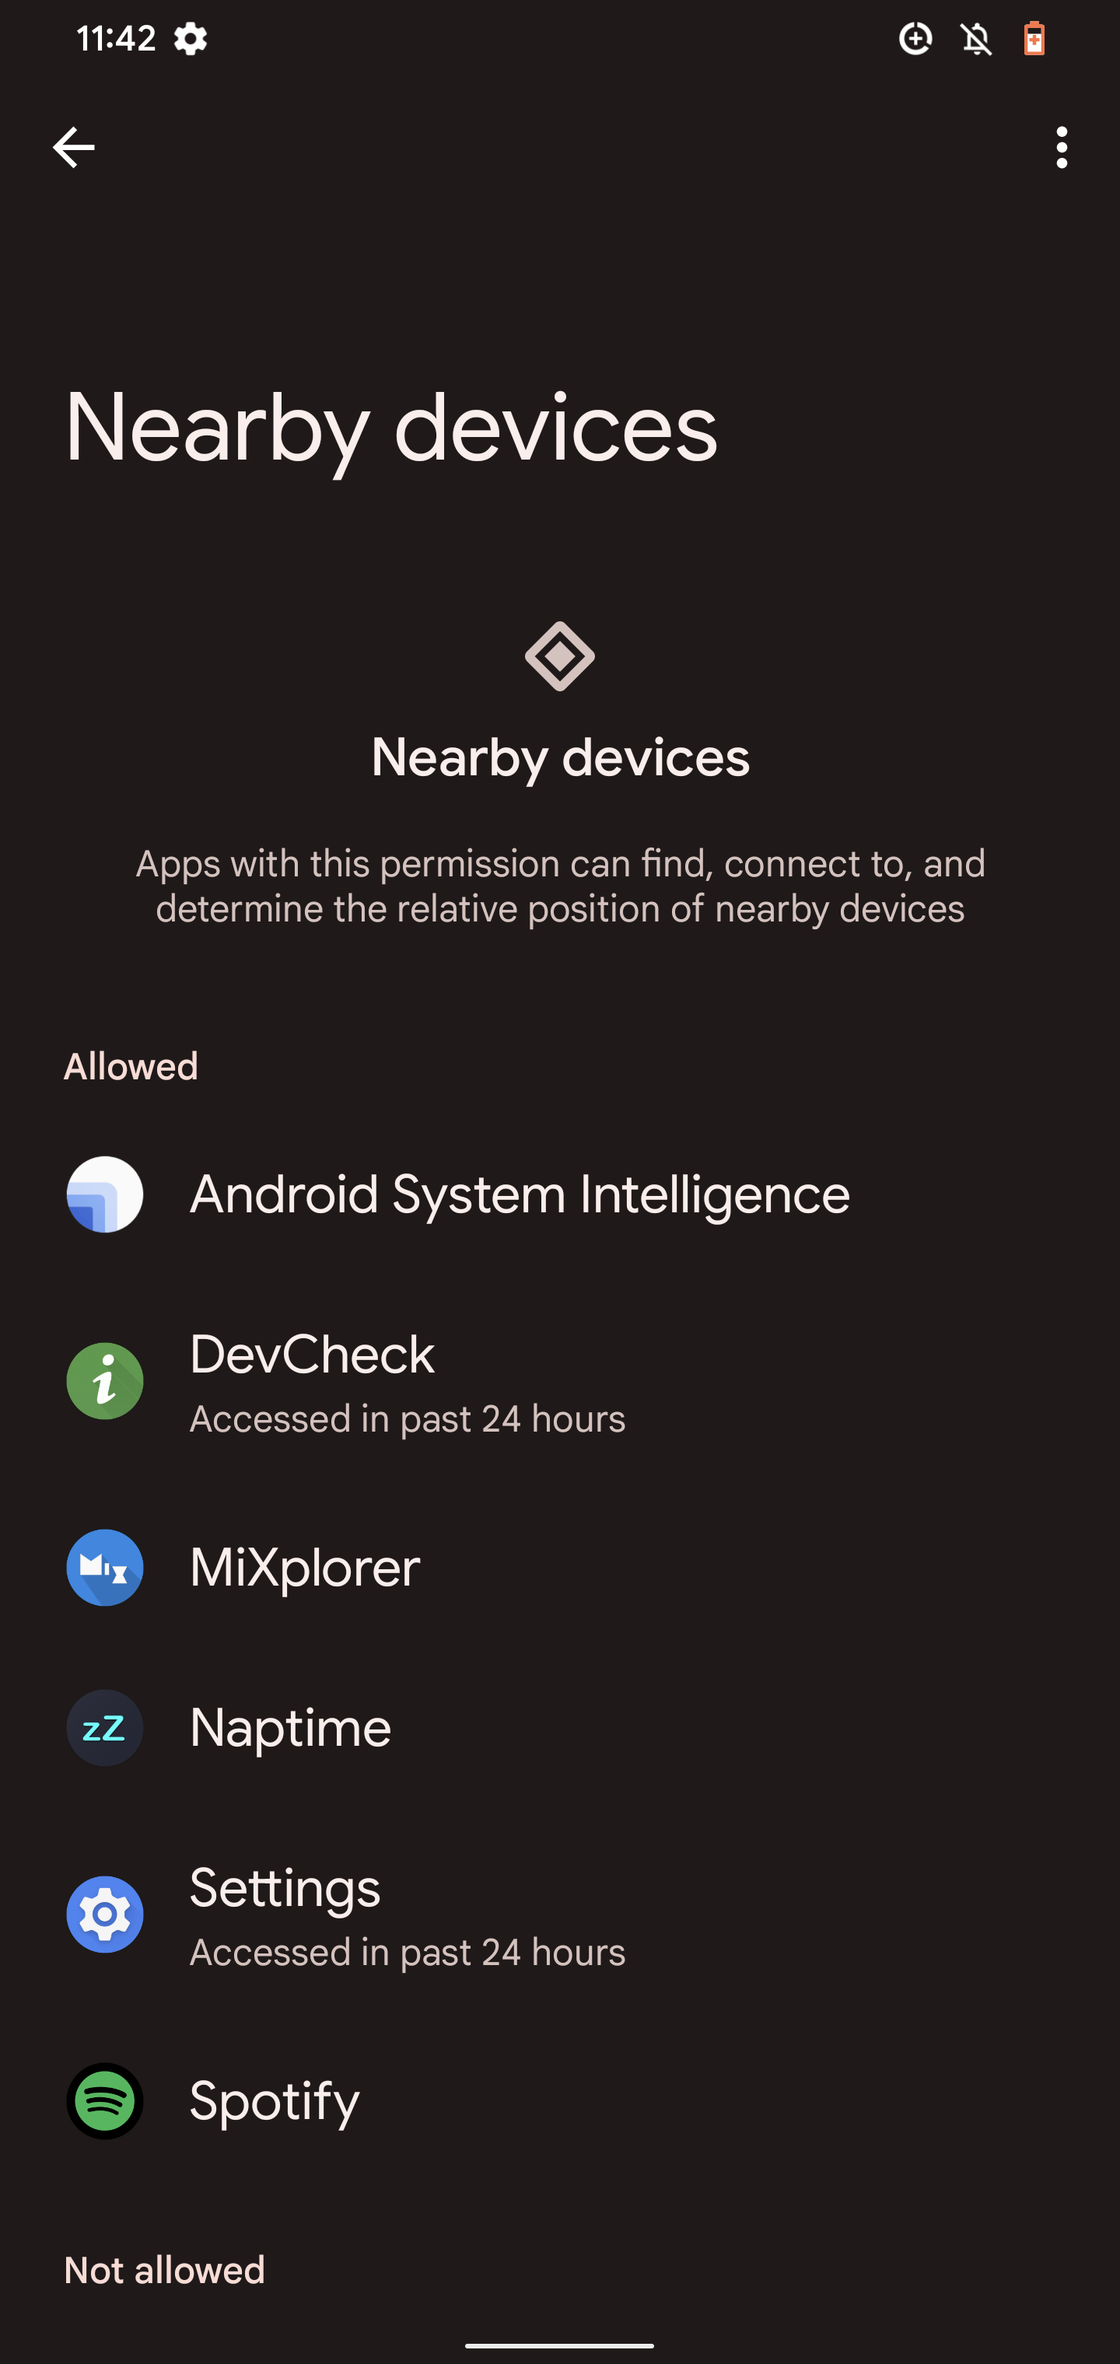 11:42
Nearby devices
Nearby devices
Apps with this permission can find, connect to, and
determine the relative position of nearby devices
Allowed
Android System Intelligence
DevCheck
Accessed in past 24 hours
MiXplorer
zZ
Naptime
Settings
Accessed in past 24 hours
Spotify
Not allowed